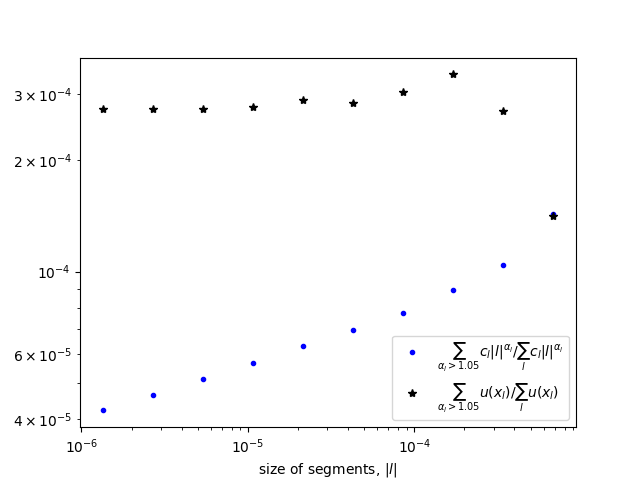 3 × 10⁻⁴
2 × 10⁻⁴
10⁻⁴
6 × 10⁻⁵
4 × 10⁻⁵
∑_{α_l>1.05} c_l|l|^{α_l}/∑_l c_l|l|^{α_l}
∑_{α_l>1.05} u(x_l)/∑_l u(x_l)
10⁻⁶ 10⁻⁵ 10⁻⁴
size of segments, |l|